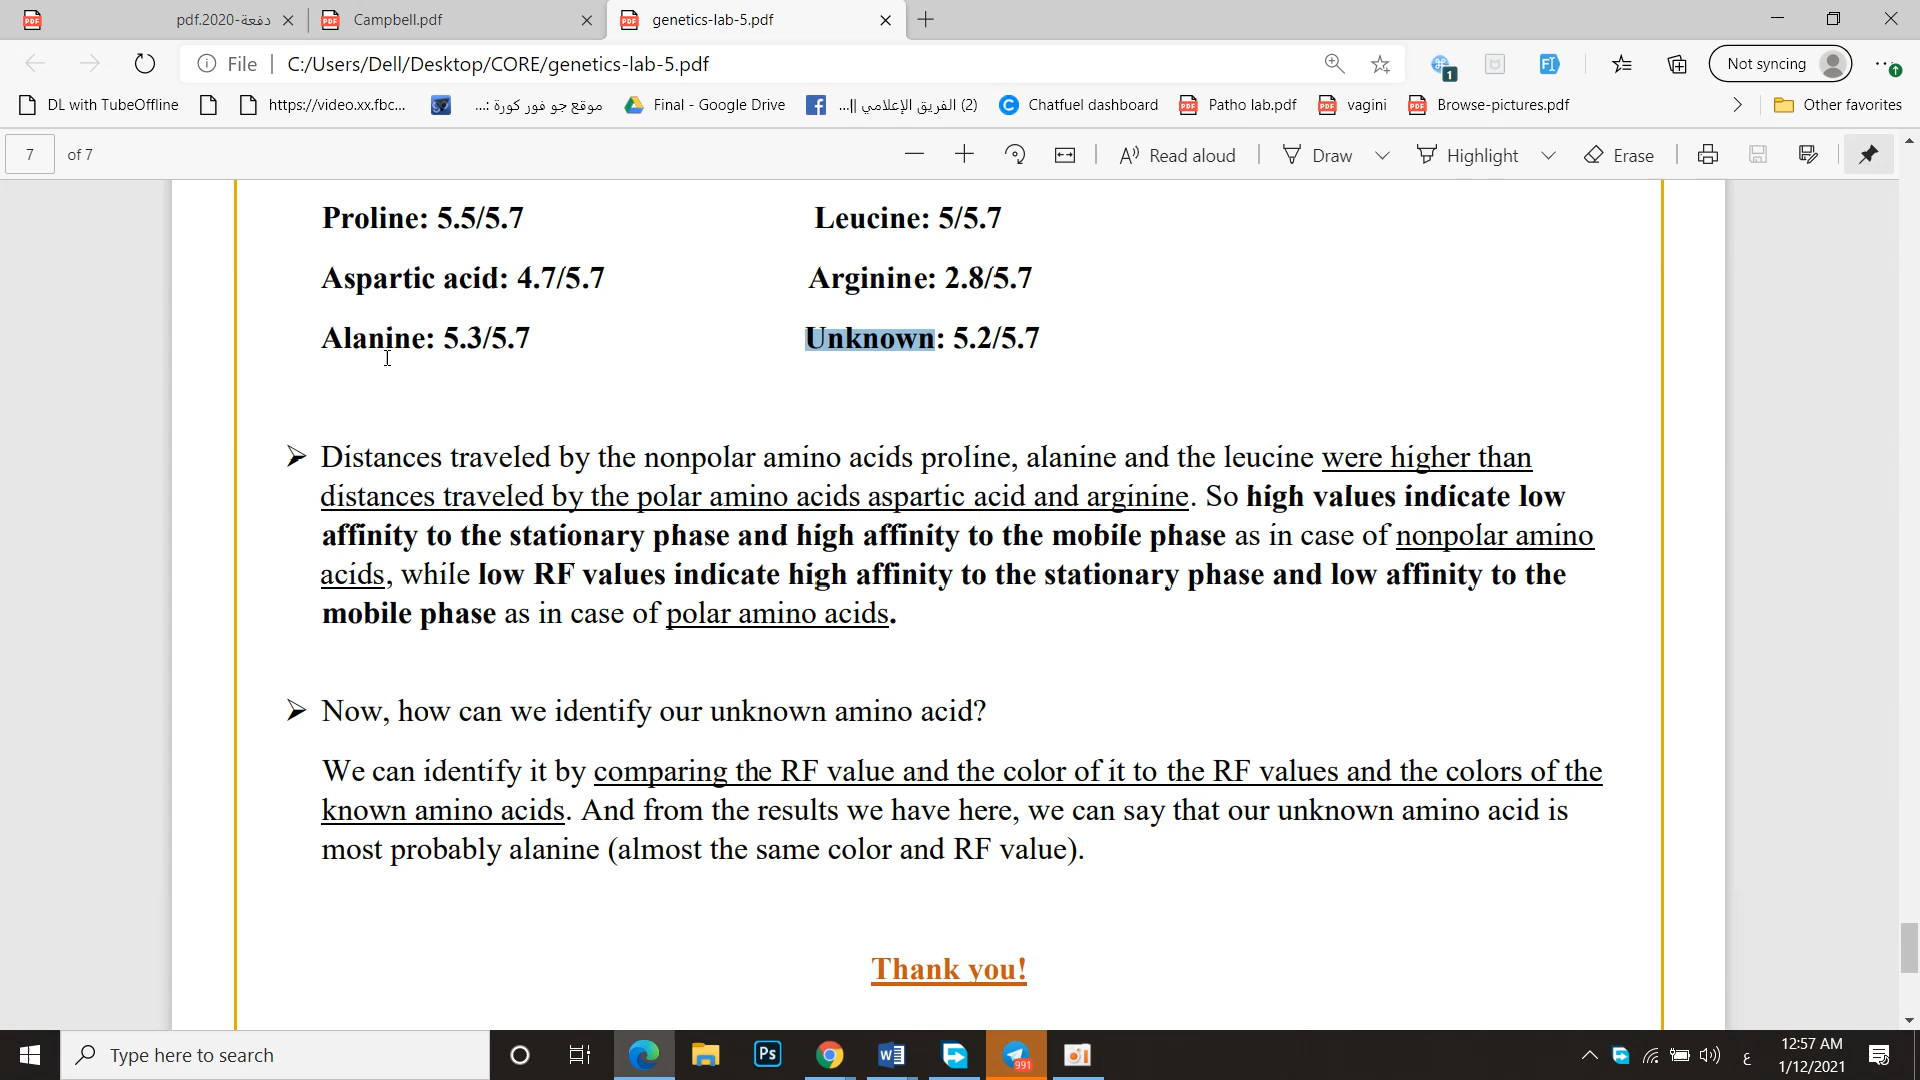 دفعة-2020.pdf
Campbell.pdf
genetics-lab-5.pdf
File
C:/Users/Dell/Desktop/CORE/genetics-lab-5.pdf
1
Not syncing
DL with TubeOffline
https://video.xx.fbc...
موقع جو فور كورة :...
Final - Google Drive
(2) الفريق الإعلامي ||...
Chatfuel dashboard
Patho lab.pdf
vagini
Browse-pictures.pdf
Other favorites
7 of 7
Read aloud
Draw
Highlight
Erase
Proline: 5.5/5.7 Leucine: 5/5.7
Aspartic acid: 4.7/5.7 Arginine: 2.8/5.7
Alanine: 5.3/5.7 Unknown: 5.2/5.7
➢ Distances traveled by the nonpolar amino acids proline, alanine and the leucine were higher than
distances traveled by the polar amino acids aspartic acid and arginine. So high values indicate low
affinity to the stationary phase and high affinity to the mobile phase as in case of nonpolar amino
acids, while low RF values indicate high affinity to the stationary phase and low affinity to the
mobile phase as in case of polar amino acids.
➢ Now, how can we identify our unknown amino acid?
We can identify it by comparing the RF value and the color of it to the RF values and the colors of the
known amino acids. And from the results we have here, we can say that our unknown amino acid is
most probably alanine (almost the same color and RF value).
Thank you!
Type here to search
Ps
991
ع
12:57 AM
1/12/2021